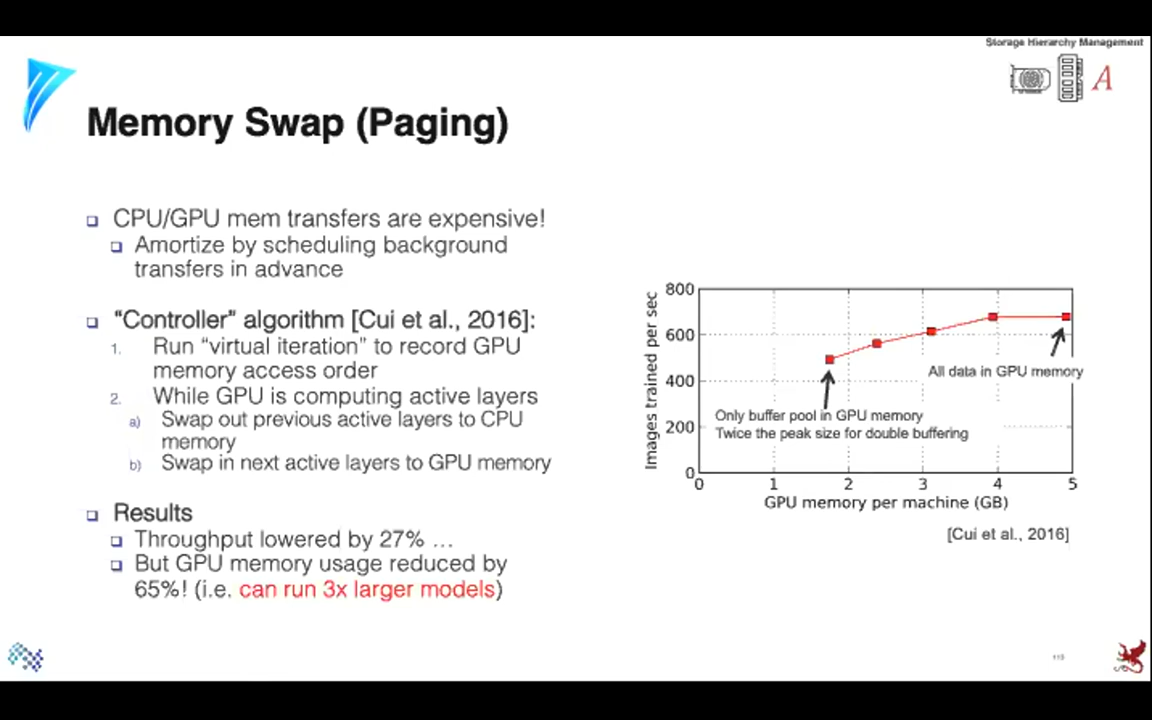 Storage Hierarchy Management
A
Memory Swap (Paging)
CPU/GPU mem transfers are expensive!
Amortize by scheduling background
transfers in advance
“Controller” algorithm [Cui et al., 2016]:
1. Run “virtual iteration” to record GPU
memory access order
2. While GPU is computing active layers
a) Swap out previous active layers to CPU
memory
b) Swap in next active layers to GPU memory
Results
Throughput lowered by 27% …
But GPU memory usage reduced by
65%! (i.e. can run 3x larger models)
Images trained per sec
800
600
400
200
0
All data in GPU memory
Only buffer pool in GPU memory
Twice the peak size for double buffering
0 1 2 3 4 5
GPU memory per machine (GB)
[Cui et al., 2016]